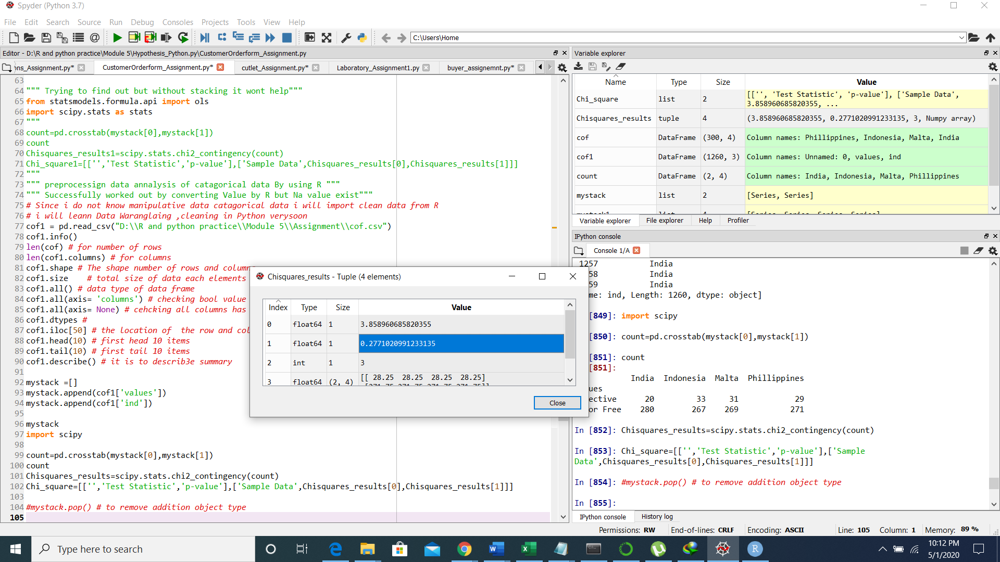 Spyder (Python 3.7)
File Edit Search Source Run Debug Consoles Projects Tools View Help
C:\Users\Home
Editor - D:\R and python practice\Module 5\Hypothesis_Python.py\CustomerOrderform_Assignment.py
ons_Assignment.py* CustomerOrderform_Assignment.py* cutlet_Assignment.py* Laboratory_Assignment1.py buyer_assignemnt.py*
63
64 """ Trying to find out but without stacking it wont help"""
65 from statsmodels.formula.api import ols
66 import scipy.stats as stats
67 """
68 count=pd.crosstab(mystack[0],mystack[1])
69 count
70 Chisquares_results1=scipy.stats.chi2_contingency(count)
71 Chi_square1=[['','Test Statistic','p-value'],['Sample Data',Chisquares_results[0],Chisquares_results[1]]]
72 """
73 """ preprocessign data annalysis of catagorical data By using R """
74 """ Successfully worked out by converting Value by R but Na value exist"""
75 # Since i do not know manipulative data catagorical data i will import clean data from R
76 # i will leann Data Waranglaing ,cleaning in Python verysoon
77 cof1 = pd.read_csv("D:\\R and python practice\\Module 5\\Assignment\\cof.csv")
78 cof1.info()
79 len(cof) # for number of rows
80 len(cof1.columns) # for columns
81 cof1.shape # The shape number of rows and columns
82 cof1.size # total size of data each elements
83 cof1.all() # data type of data frame
84 cof1.all(axis= 'columns') # checking bool value
85 cof1.all(axis= None) # cehcking all columns has
86 cof1.dtypes #
87 cof1.iloc[50] # the location of the row and col
88 cof1.head(10) # first head 10 items
89 cof1.tail(10) # first tail 10 items
90 cof1.describe() # it is to describ3e summary
91
92 mystack =[]
93 mystack.append(cof1['values'])
94 mystack.append(cof1['ind'])
95
96 mystack
97 import scipy
98
99 count=pd.crosstab(mystack[0],mystack[1])
100 count
101 Chisquares_results=scipy.stats.chi2_contingency(count)
102 Chi_square=[['','Test Statistic','p-value'],['Sample Data',Chisquares_results[0],Chisquares_results[1]]]
103
104 #mystack.pop() # to remove addition object type
105
Chisquares_results - Tuple (4 elements)
Index Type Size Value
0 float64 1 3.858960685820355
1 float64 1 0.2771020991233135
2 int 1 3
3 float64 (2, 4) [[ 28.25 28.25 28.25 28.25]
[271.75 271.75 271.75 271.75]]
Close
Variable explorer
Name Type Size Value
Chi_square list 2 [['', 'Test Statistic', 'p-value'], ['Sample Data',
3.858960685820355, ...
Chisquares_results tuple 4 (3.858960685820355, 0.2771020991233135, 3, Numpy array)
cof DataFrame (300, 4) Column names: Phillippines, Indonesia, Malta, India
cof1 DataFrame (1260, 3) Column names: Unnamed: 0, values, ind
count DataFrame (2, 4) Column names: India, Indonesia, Malta, Phillippines
mystack list 2 [Series, Series]
mystack1 list 4 [Series, Series, Series, Series]
Variable explorer File explorer Help Profiler
IPython console
Console 1/A
1257 India
58 India
59 India
me: ind, Length: 1260, dtype: object]
[849]: import scipy
[850]: count=pd.crosstab(mystack[0],mystack[1])
[851]: count
[851]:
India Indonesia Malta Phillippines
ues
ective 20 33 31 29
or Free 280 267 269 271
In [852]: Chisquares_results=scipy.stats.chi2_contingency(count)
In [853]: Chi_square=[['','Test Statistic','p-value'],['Sample
Data',Chisquares_results[0],Chisquares_results[1]]]
In [854]: #mystack.pop() # to remove addition object type
In [855]:
IPython console History log
Permissions: RW End-of-lines: CRLF Encoding: ASCII Line: 105 Column: 1 Memory: 89 %
Type here to search
10:12 PM
5/1/2020